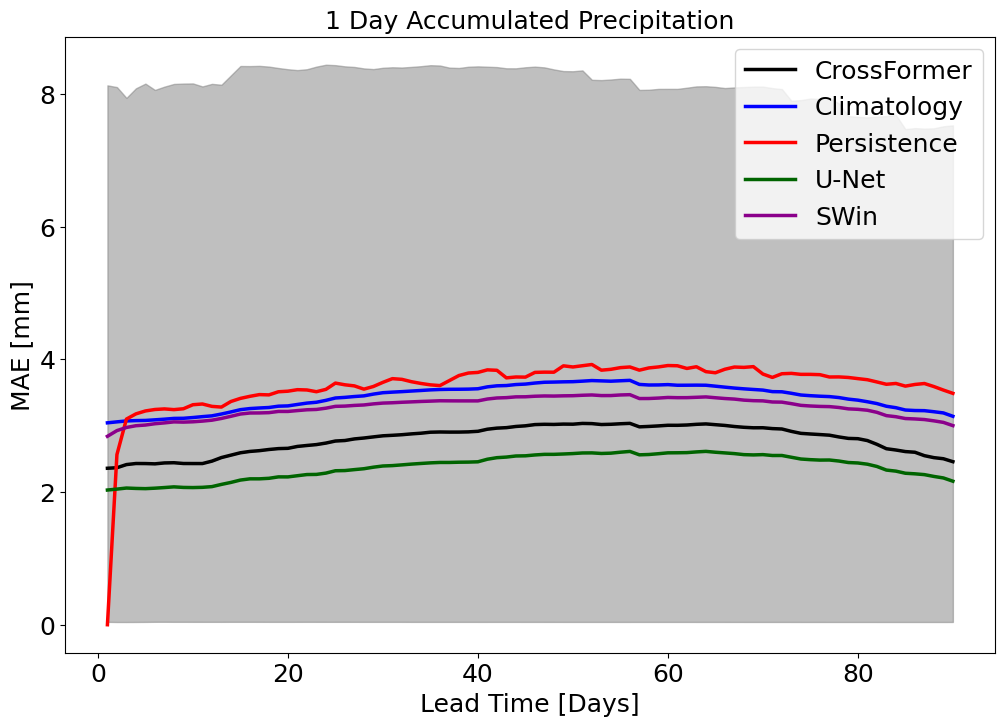 1 Day Accumulated Precipitation
CrossFormer
Climatology
Persistence
U-Net
SWin
MAE [mm]
8
6
4
2
0
0 20 40 60 80
Lead Time [Days]